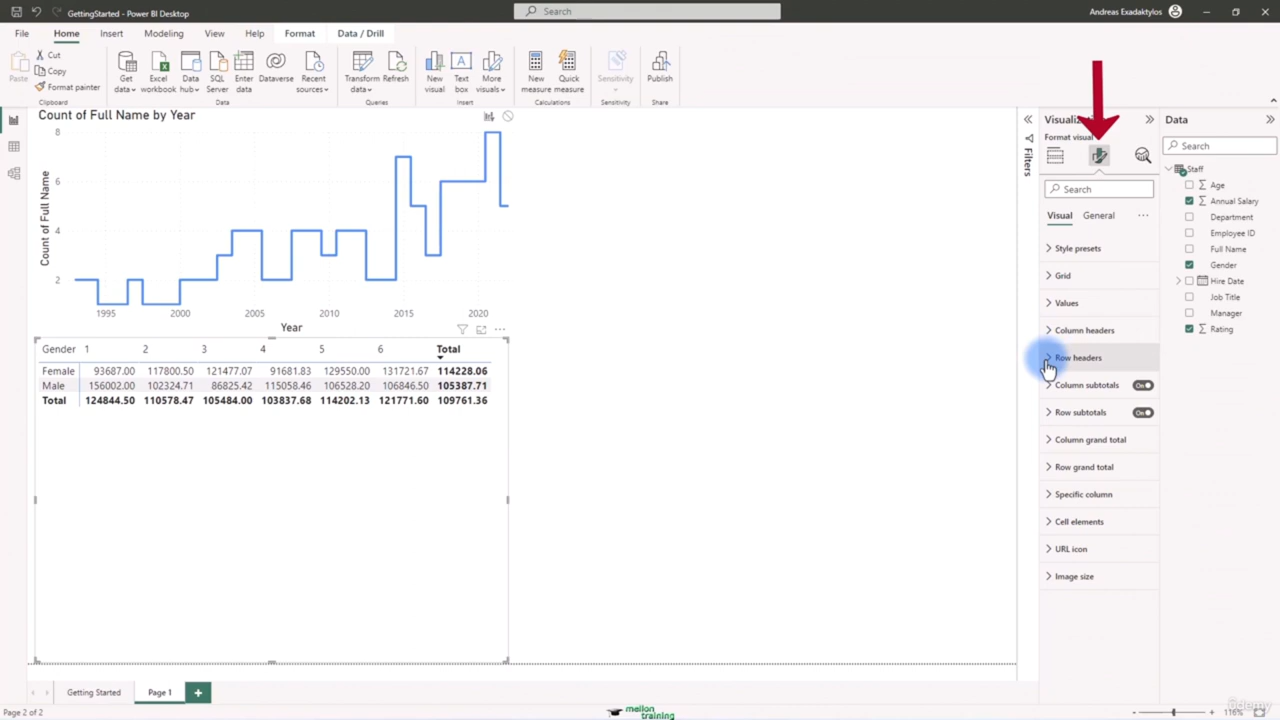 GettingStarted - Power BI Desktop
Search
Andreas Exadaktylos
File Home Insert Modeling View Help Format Data / Drill
Paste
Cut
Copy
Format painter
Clipboard
Get data
Excel workbook
Data hub
SQL Server
Enter data
Dataverse
Recent sources
Data
Transform data
Refresh
Queries
New visual
Text box
More visuals
Insert
New measure
Quick measure
Calculations
Sensitivity
Sensitivity
Publish
Share
Count of Full Name by Year
Count of Full Name
8
6
4
2
1995 2000 2005 2010 2015 2020
Year
Gender 1 2 3 4 5 6 Total
Female 93687.00 117800.50 121477.07 91681.83 129550.00 131721.67 114228.06
Male 156002.00 102324.71 86825.42 115058.46 106528.20 106846.50 105387.71
Total 124844.50 110578.47 105484.00 103837.68 114202.13 121771.60 109761.36
Filters
Format visual
Search
Visual General
Style presets
Grid
Values
Column headers
Row headers
Column subtotals On
Row subtotals On
Column grand total
Row grand total
Specific column
Cell elements
URL icon
Image size
Data
Search
Staff
Age
Annual Salary
Department
Employee ID
Full Name
Gender
Hire Date
Job Title
Manager
Rating
Getting Started Page 1
Page 2 of 2
mellon training
116%